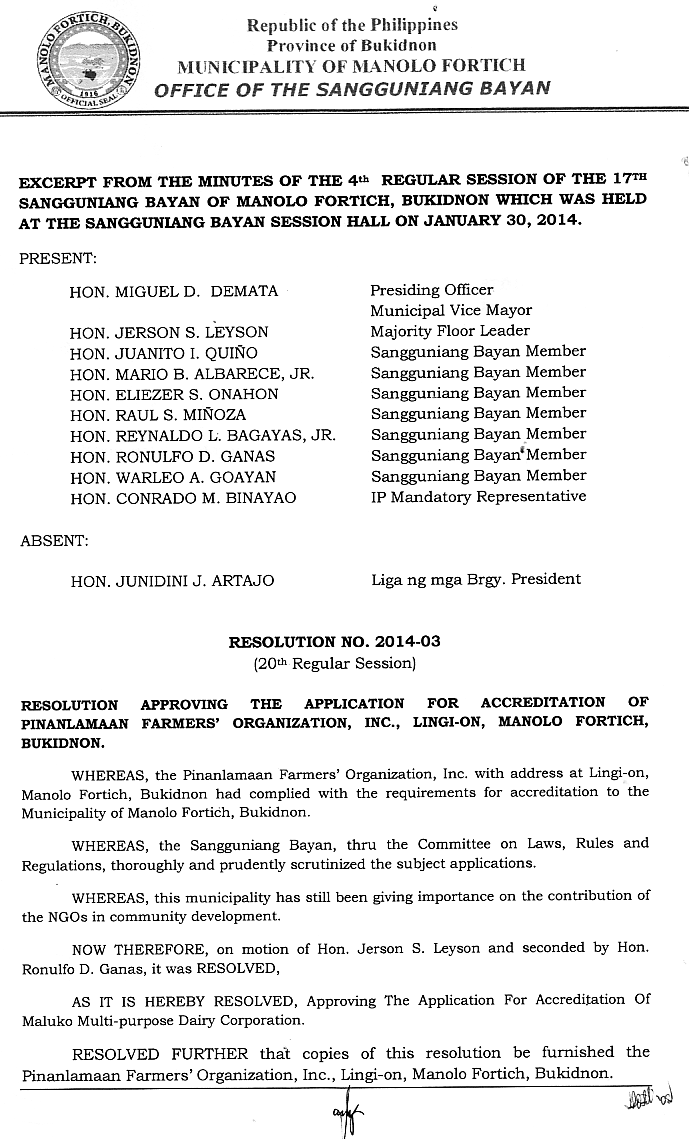 MANOLO FORTICH, BUKIDNON
1916
OFFICIAL SEAL
Republic of the Philippines
Province of Bukidnon
MUNICIPALITY OF MANOLO FORTICH
OFFICE OF THE SANGGUNIANG BAYAN
EXCERPT FROM THE MINUTES OF THE 4th REGULAR SESSION OF THE 17TH
SANGGUNIANG BAYAN OF MANOLO FORTICH, BUKIDNON WHICH WAS HELD
AT THE SANGGUNIANG BAYAN SESSION HALL ON JANUARY 30, 2014.
PRESENT:
HON. MIGUEL D. DEMATA Presiding Officer
Municipal Vice Mayor
HON. JERSON S. LEYSON Majority Floor Leader
HON. JUANITO I. QUIÑO Sangguniang Bayan Member
HON. MARIO B. ALBARECE, JR. Sangguniang Bayan Member
HON. ELIEZER S. ONAHON Sangguniang Bayan Member
HON. RAUL S. MIÑOZA Sangguniang Bayan Member
HON. REYNALDO L. BAGAYAS, JR. Sangguniang Bayan Member
HON. RONULFO D. GANAS Sangguniang Bayan Member
HON. WARLEO A. GOAYAN Sangguniang Bayan Member
HON. CONRADO M. BINAYAO IP Mandatory Representative
ABSENT:
HON. JUNIDINI J. ARTAJO Liga ng mga Brgy. President
RESOLUTION NO. 2014-03
(20th Regular Session)
RESOLUTION APPROVING THE APPLICATION FOR ACCREDITATION OF
PINANLAMAAN FARMERS' ORGANIZATION, INC., LINGI-ON, MANOLO FORTICH,
BUKIDNON.
WHEREAS, the Pinanlamaan Farmers' Organization, Inc. with address at Lingi-on,
Manolo Fortich, Bukidnon had complied with the requirements for accreditation to the
Municipality of Manolo Fortich, Bukidnon.
WHEREAS, the Sangguniang Bayan, thru the Committee on Laws, Rules and
Regulations, thoroughly and prudently scrutinized the subject applications.
WHEREAS, this municipality has still been giving importance on the contribution of
the NGOs in community development.
NOW THEREFORE, on motion of Hon. Jerson S. Leyson and seconded by Hon.
Ronulfo D. Ganas, it was RESOLVED,
AS IT IS HEREBY RESOLVED, Approving The Application For Accreditation Of
Maluko Multi-purpose Dairy Corporation.
RESOLVED FURTHER that copies of this resolution be furnished the
Pinanlamaan Farmers' Organization, Inc., Lingi-on, Manolo Fortich, Bukidnon.